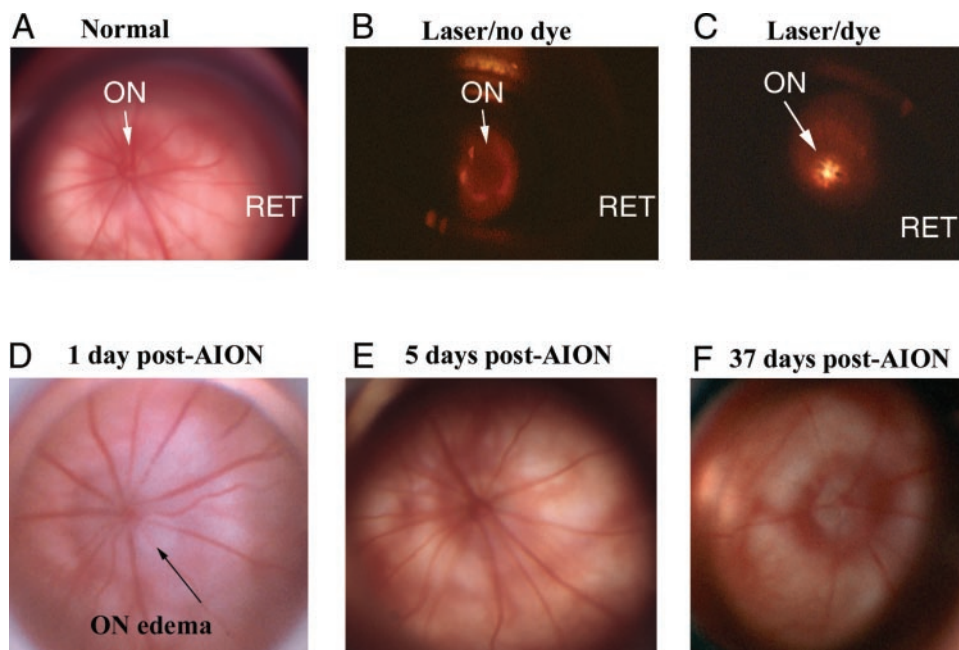 A Normal
B Laser/no dye
C Laser/dye
ON
RET
ON
RET
ON
RET
D 1 day post-AION
E 5 days post-AION
F 37 days post-AION
ON edema